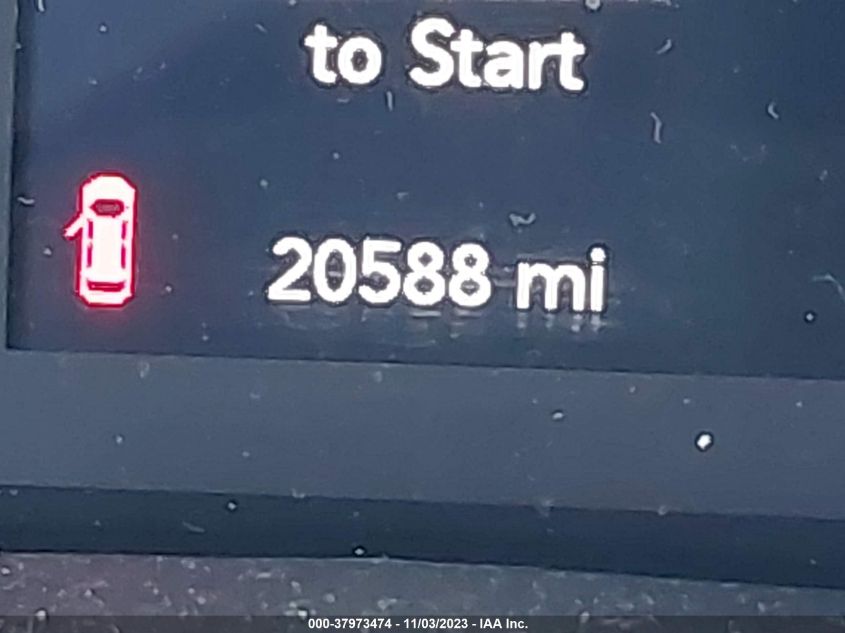 to Start
20588 mi
000-37973474 - 11/03/2023 - IAA Inc.